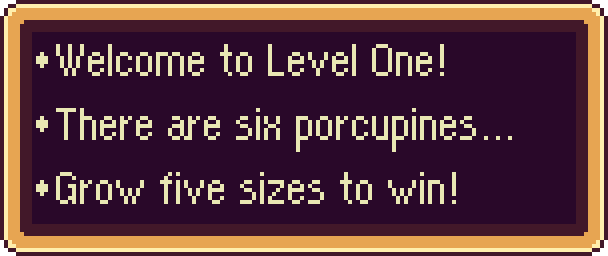 •Welcome to Level One!
•There are six porcupines...
•Grow five sizes to win!